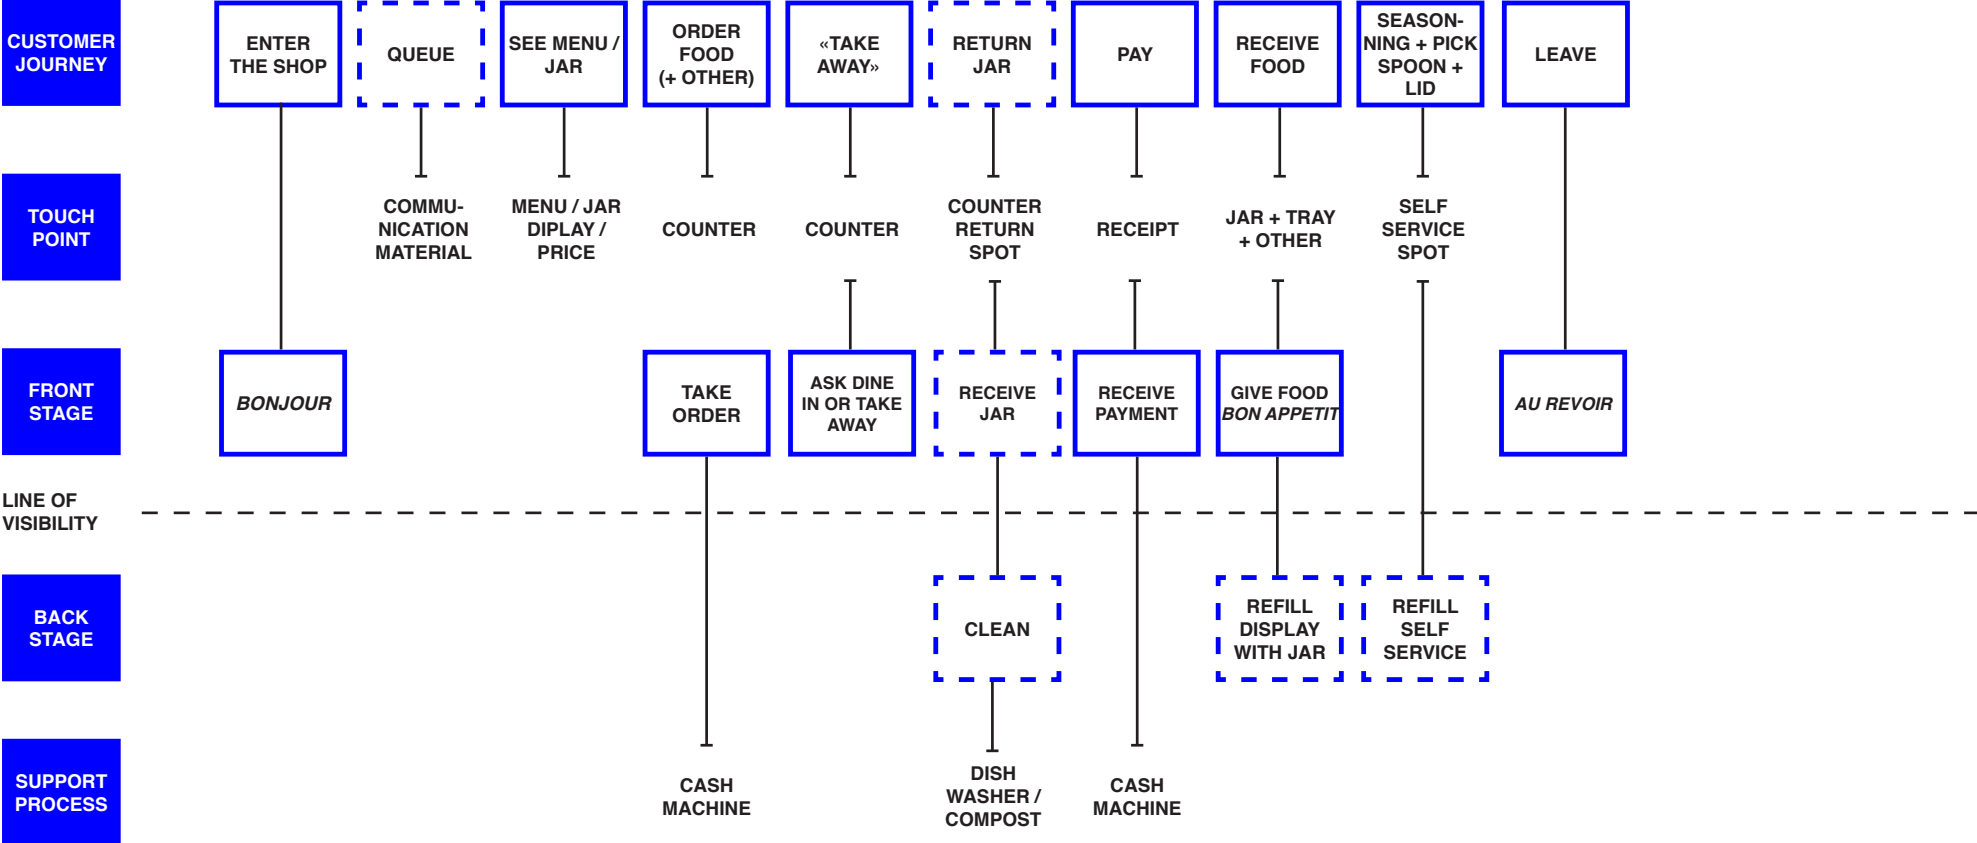 CUSTOMER
JOURNEY
ENTER
THE SHOP
QUEUE
SEE MENU /
JAR
ORDER
FOOD
(+ OTHER)
«TAKE
AWAY»
RETURN
JAR
PAY
RECEIVE
FOOD
SEASON-
NING + PICK
SPOON +
LID
LEAVE
TOUCH
POINT
COMMU-
NICATION
MATERIAL
MENU / JAR
DIPLAY /
PRICE
COUNTER
COUNTER
COUNTER
RETURN
SPOT
RECEIPT
JAR + TRAY
+ OTHER
SELF
SERVICE
SPOT
FRONT
STAGE
BONJOUR
TAKE
ORDER
ASK DINE
IN OR TAKE
AWAY
RECEIVE
JAR
RECEIVE
PAYMENT
GIVE FOOD
BON APPETIT
AU REVOIR
LINE OF
VISIBILITY
BACK
STAGE
CLEAN
REFILL
DISPLAY
WITH JAR
REFILL
SELF
SERVICE
SUPPORT
PROCESS
CASH
MACHINE
DISH
WASHER /
COMPOST
CASH
MACHINE